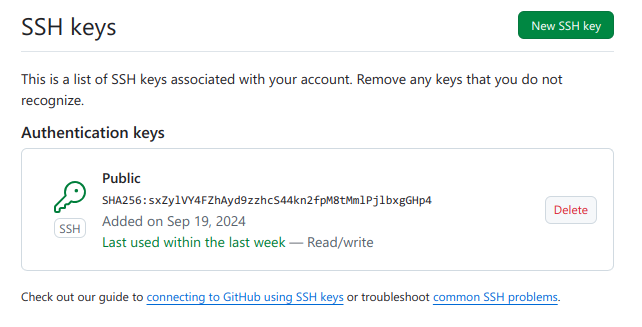 SSH keys
New SSH key
This is a list of SSH keys associated with your account. Remove any keys that you do not
recognize.
Authentication keys
Public
SHA256:sxZylVY4FZhAyd9zzhcS44kn2fpM8tMmlPjlbxgGHp4
Added on Sep 19, 2024
Last used within the last week — Read/write
SSH
Delete
Check out our guide to connecting to GitHub using SSH keys or troubleshoot common SSH problems.